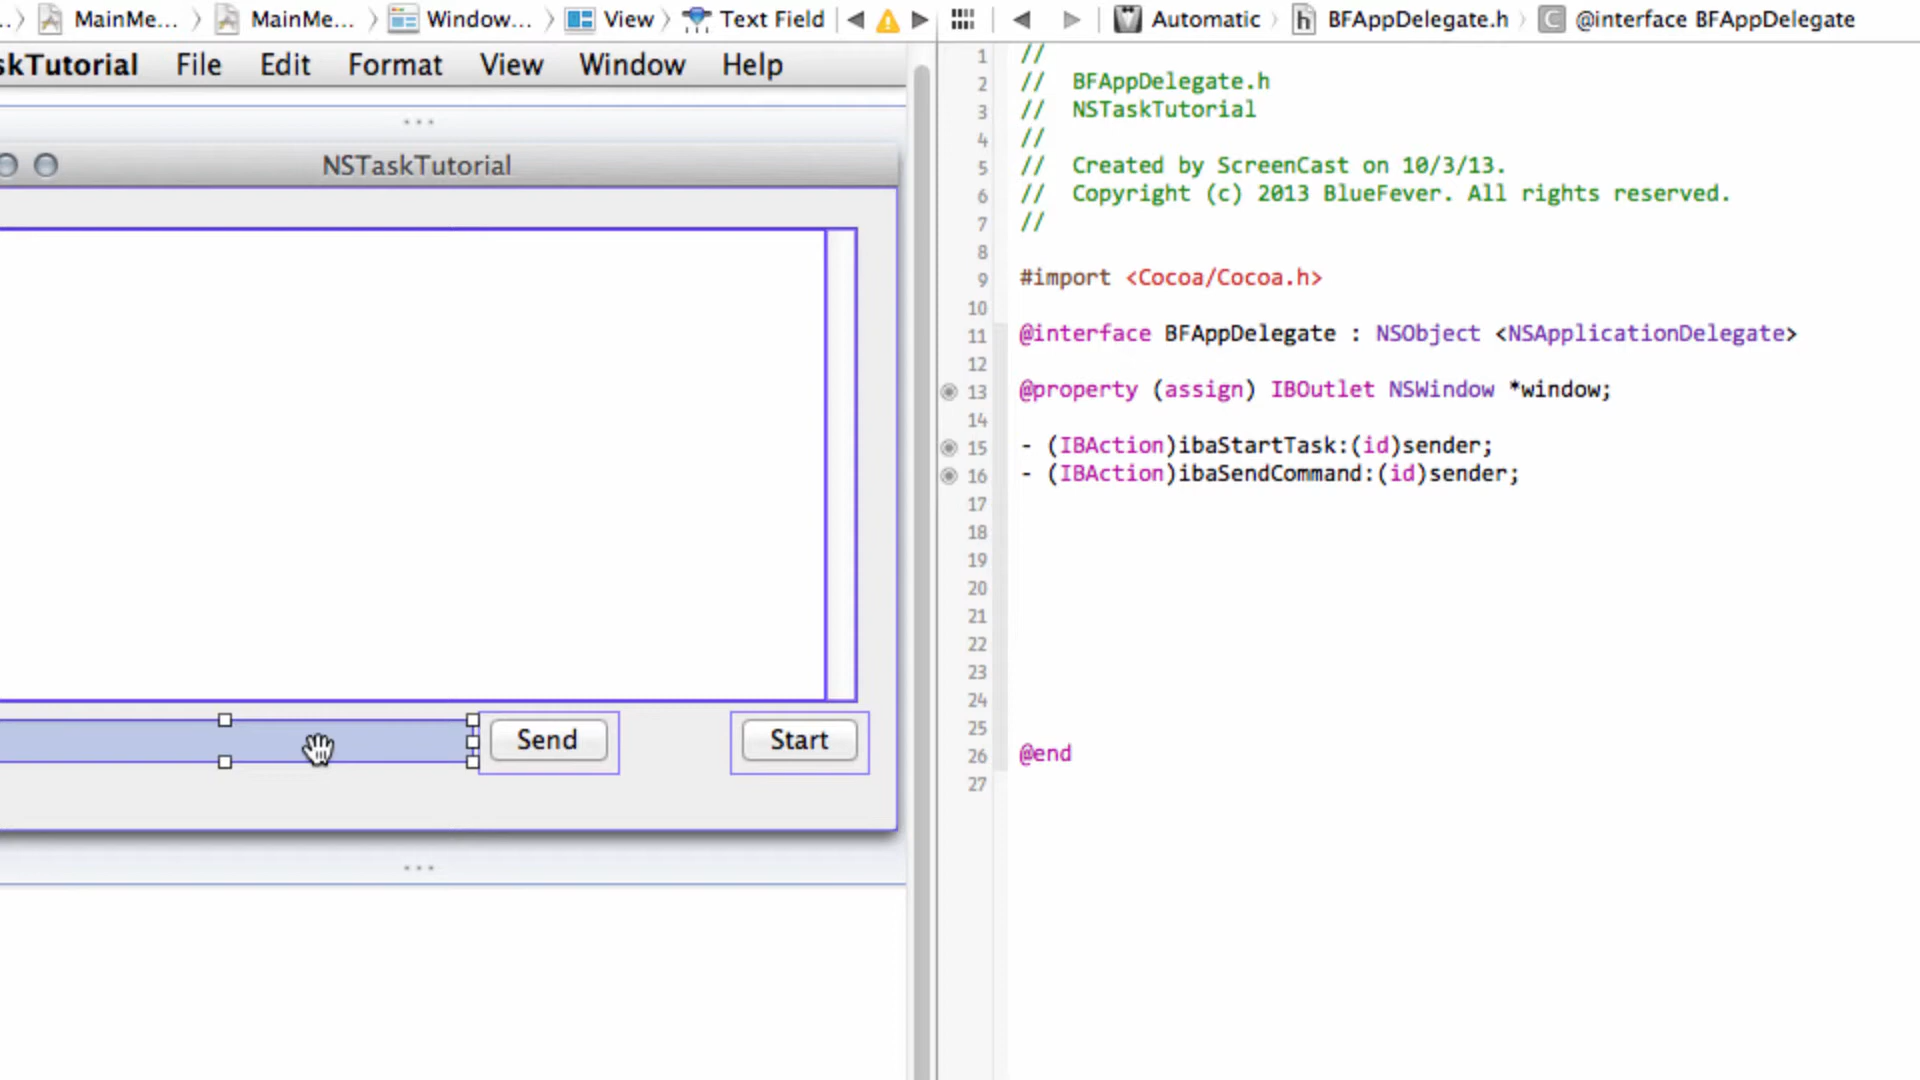 MainMe... MainMe... Window... View Text Field
Automatic BFAppDelegate.h @interface BFAppDelegate
skTutorial File Edit Format View Window Help
NSTaskTutorial
Send Start
1 //
2 // BFAppDelegate.h
3 // NSTaskTutorial
4 //
5 // Created by ScreenCast on 10/3/13.
6 // Copyright (c) 2013 BlueFever. All rights reserved.
7 //
8
9 #import <Cocoa/Cocoa.h>
10
11 @interface BFAppDelegate : NSObject <NSApplicationDelegate>
12
13 @property (assign) IBOutlet NSWindow *window;
14
15 - (IBAction)ibaStartTask:(id)sender;
16 - (IBAction)ibaSendCommand:(id)sender;
17
18
19
20
21
22
23
24
25
26 @end
27